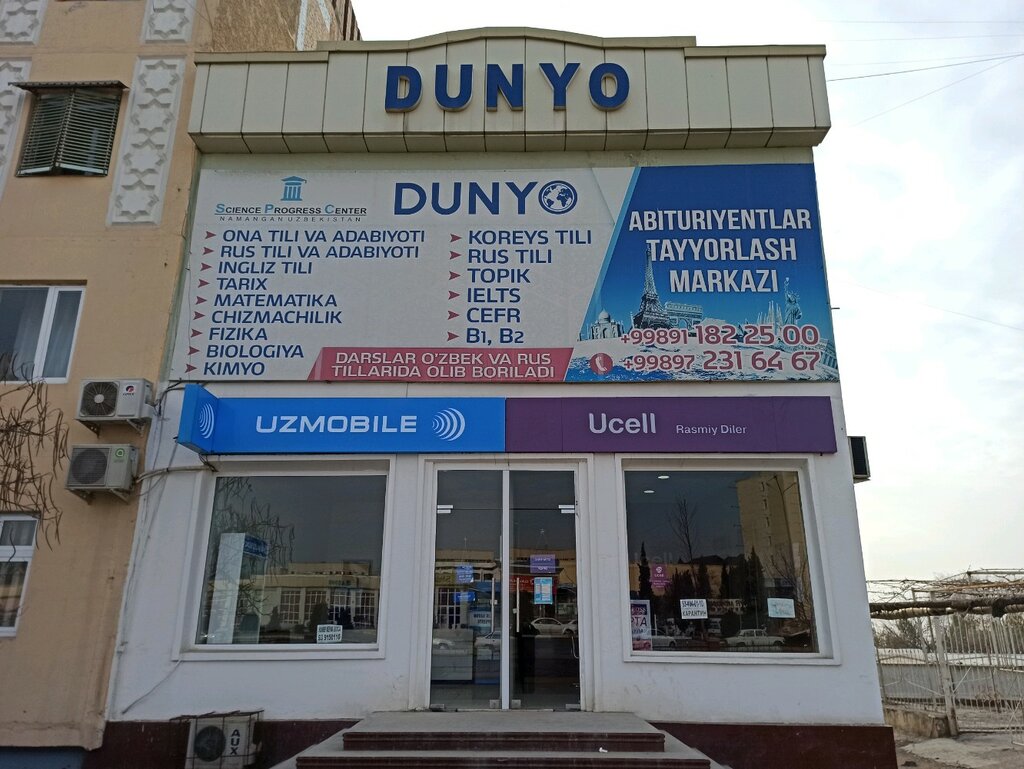 DUNYO
SCIENCE PROGRESS CENTER
NAMANGAN UZBEKISTAN
DUNYO
ONA TILI VA ADABIYOTI
RUS TILI VA ADABIYOTI
INGLIZ TILI
TARIX
MATEMATIKA
CHIZMACHILIK
FIZIKA
BIOLOGIYA
KIMYO
KOREYS TILI
RUS TILI
TOPIK
IELTS
CEFR
B1, B2
DARSLAR O'ZBEK VA RUS
TILLARIDA OLIB BORILADI
ABITURIYENTLAR
TAYYORLASH
MARKAZI
+99891 182 25 00
+99897 231 64 67
UZMOBILE
Ucell Rasmiy Diler
КАРАНТИН
AUX